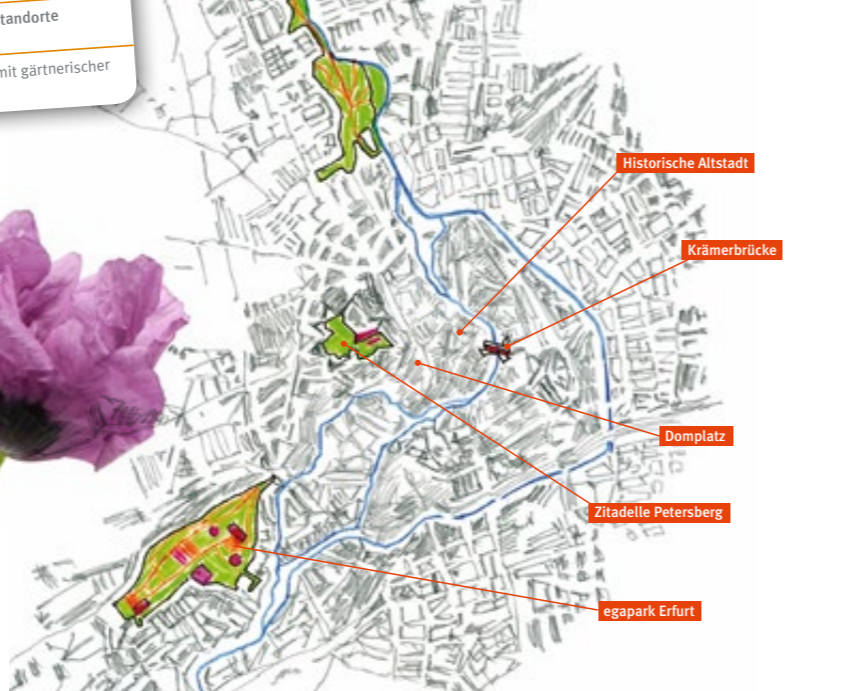 tandorte
mit gärtnerischer
Historische Altstadt
Krämerbrücke
Domplatz
Zitadelle Petersberg
egapark Erfurt